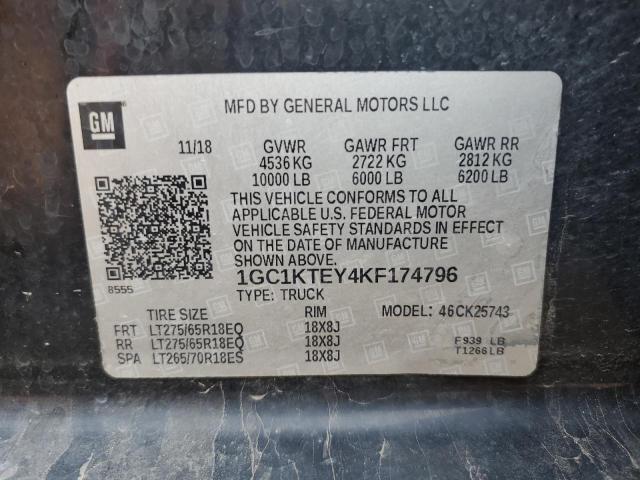 MFD BY GENERAL MOTORS LLC
GM
11/18 GVWR GAWR FRT GAWR RR
4536 KG 2722 KG 2812 KG
10000 LB 6000 LB 6200 LB
THIS VEHICLE CONFORMS TO ALL
APPLICABLE U.S. FEDERAL MOTOR
VEHICLE SAFETY STANDARDS IN EFFECT
ON THE DATE OF MANUFACTURE
SHOWN ABOVE.
8555
1GC1KTEY4KF174796
TYPE: TRUCK
TIRE SIZE RIM MODEL: 46CK25743
FRT LT275/65R18EQ 18X8J
RR LT275/65R18EQ 18X8J F939 LB
SPA LT265/70R18ES 18X8J T1266LB